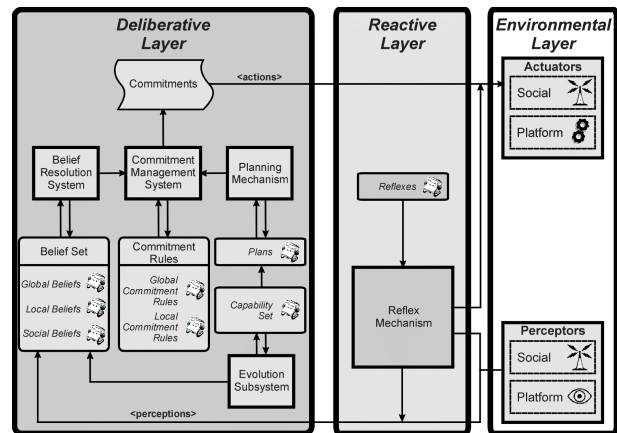 Deliberative
Layer
Reactive
Layer
Environmental
Layer
Commitments
<actions>
Actuators
Social
Platform
Belief
Resolution
System
Commitment
Management
System
Planning
Mechanism
Reflexes
Belief Set
Global Beliefs
Local Beliefs
Social Beliefs
Commitment
Rules
Global
Commitment
Rules
Local
Commitment
Rules
Plans
Capability
Set
Evolution
Subsystem
Reflex
Mechanism
Perceptors
Social
Platform
<perceptions>